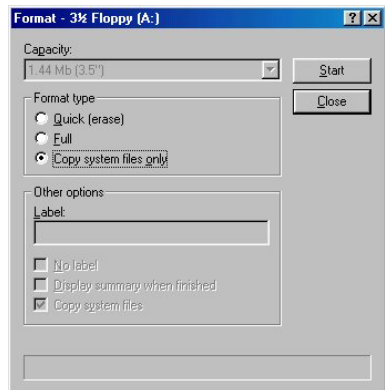 Format - 3½ Floppy (A:)
Capacity:
1.44 Mb (3.5")
Start
Format type
Close
Quick (erase)
Full
Copy system files only
Other options
Label:
No label
Display summary when finished
Copy system files